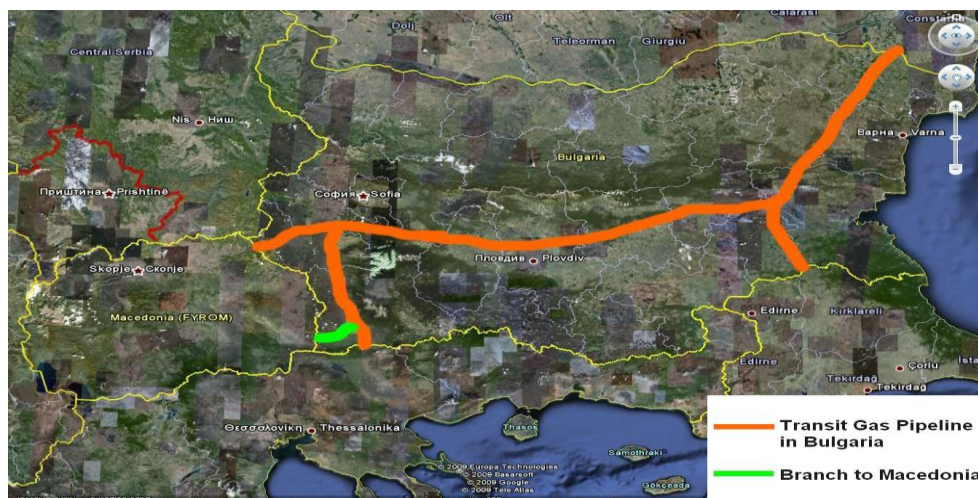 Dolj
Olt
Teleorman
Giurgiu
Calarasi
Constanta
Central Serbia
Nis Ниш
Варна Varna
Bulgaria
Приштина Prishtinë
София Sofia
Skopje Скопје
Пловдив Plovdiv
Macedonia (FYROM)
Edirne
Kirklareli
Edirne
Çorlu
Ista
Tekirdağ
Tekirdağ
Θεσσαλονίκη Thessalonika
Thasos
Samothraki
Gökçeada
© 2009 Europa Technologies
© 2009 Basarsoft
© 2009 Google
© 2009 Tele Atlas
Transit Gas Pipeline
in Bulgaria
Branch to Macedonia